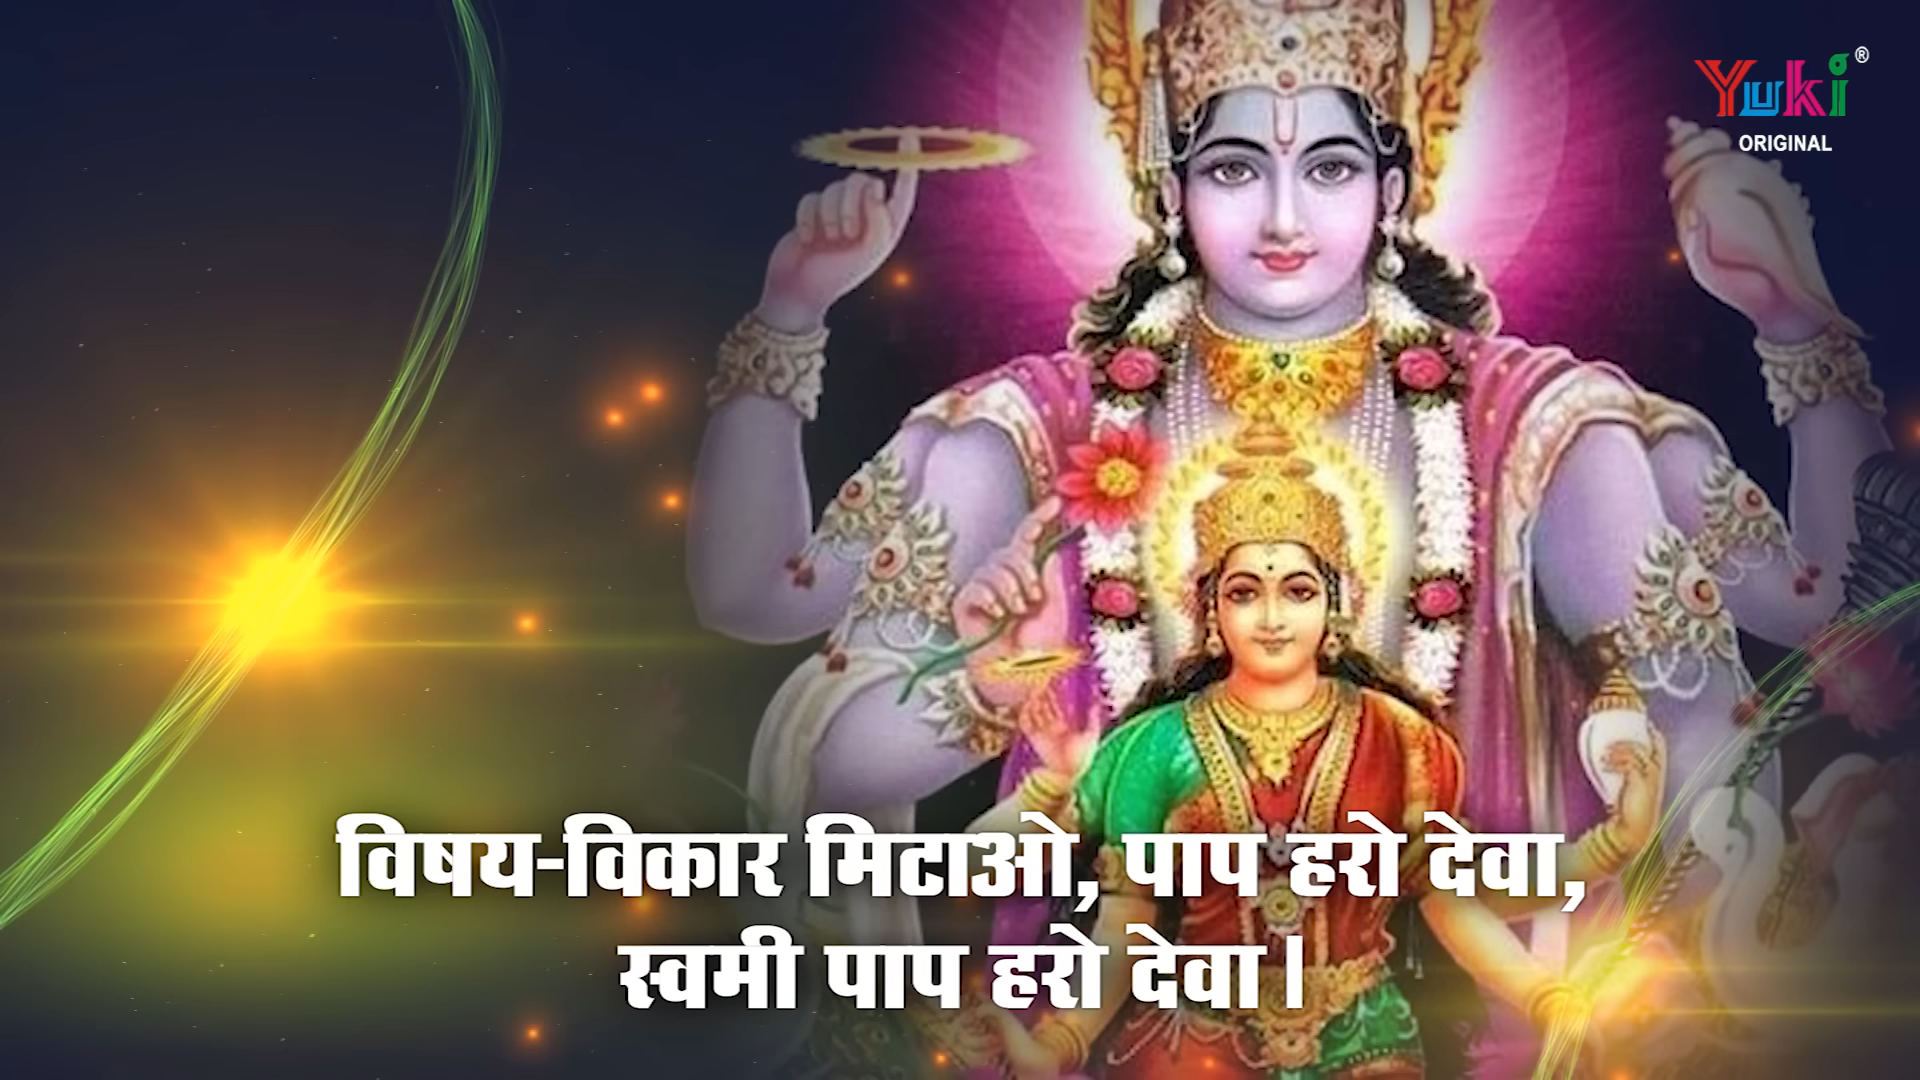 Yuki®
ORIGINAL
विषय-विकार मिटाओ, पाप हरो देवा,
स्वमी पाप हरो देवा।